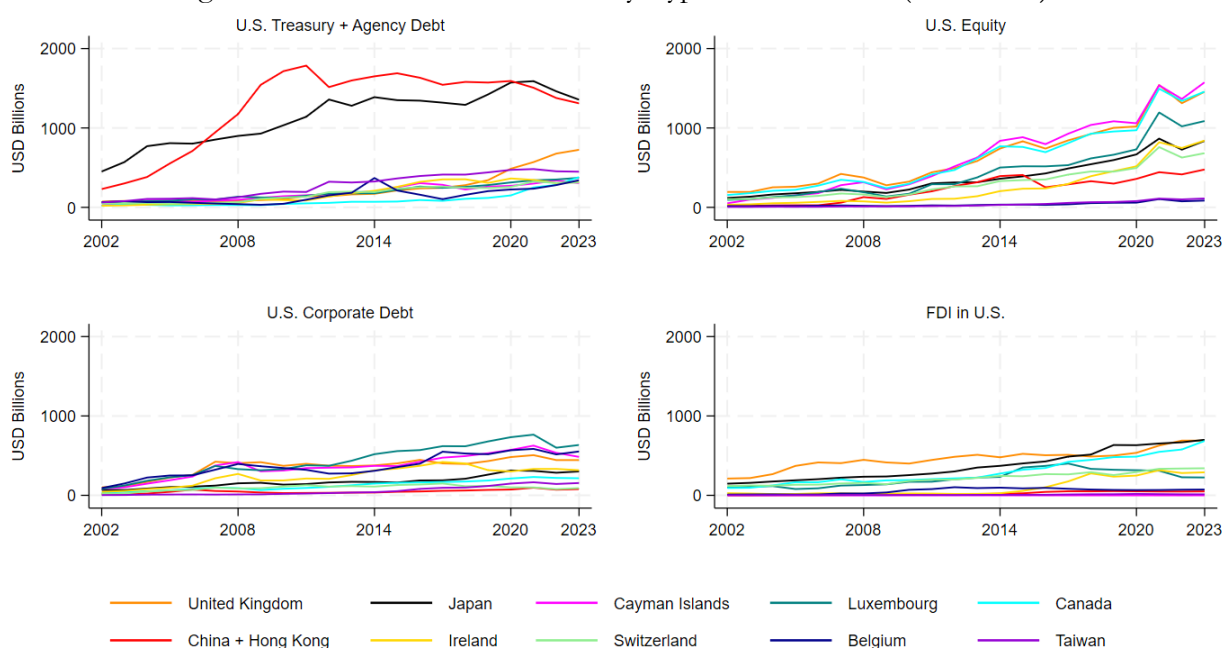 U.S. Treasury + Agency Debt
USD Billions
2000
1000
0
2002 2008 2014 2020 2023
U.S. Equity
USD Billions
2000
1000
0
2002 2008 2014 2020 2023
U.S. Corporate Debt
USD Billions
2000
1000
0
2002 2008 2014 2020 2023
FDI in U.S.
USD Billions
2000
1000
0
2002 2008 2014 2020 2023
United Kingdom Japan Cayman Islands Luxembourg Canada
China + Hong Kong Ireland Switzerland Belgium Taiwan